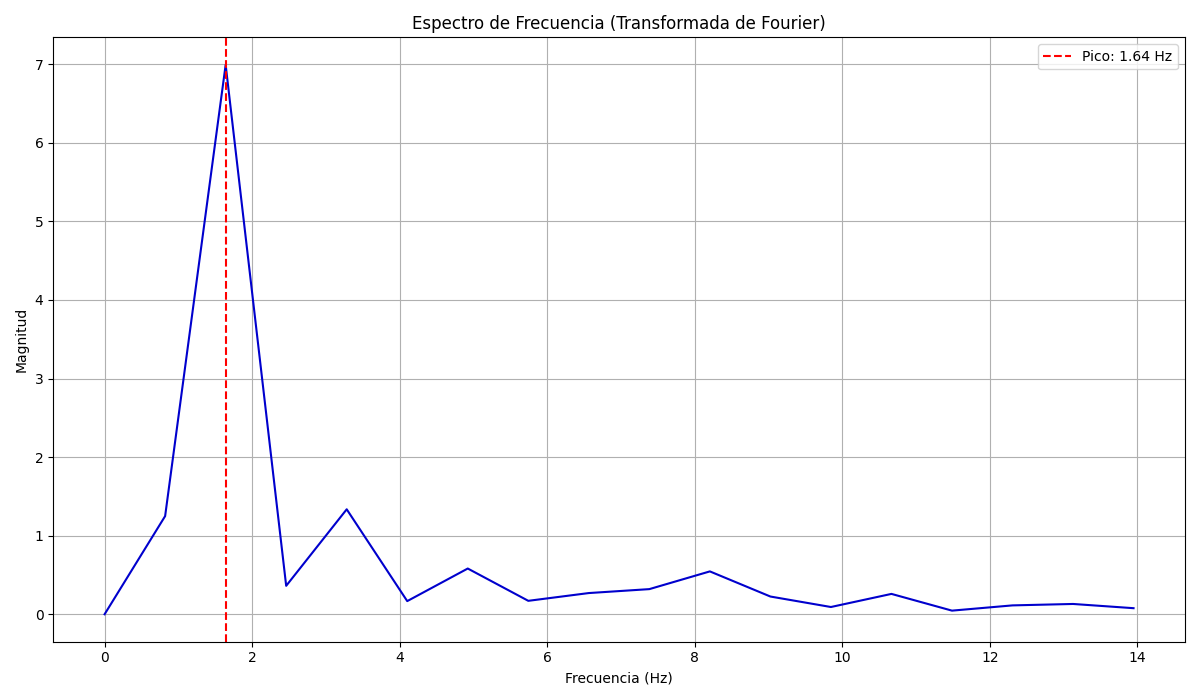 Espectro de Frecuencia (Transformada de Fourier)
Pico: 1.64 Hz
7
6
5
4
3
2
1
0
Magnitud
0 2 4 6 8 10 12 14
Frecuencia (Hz)